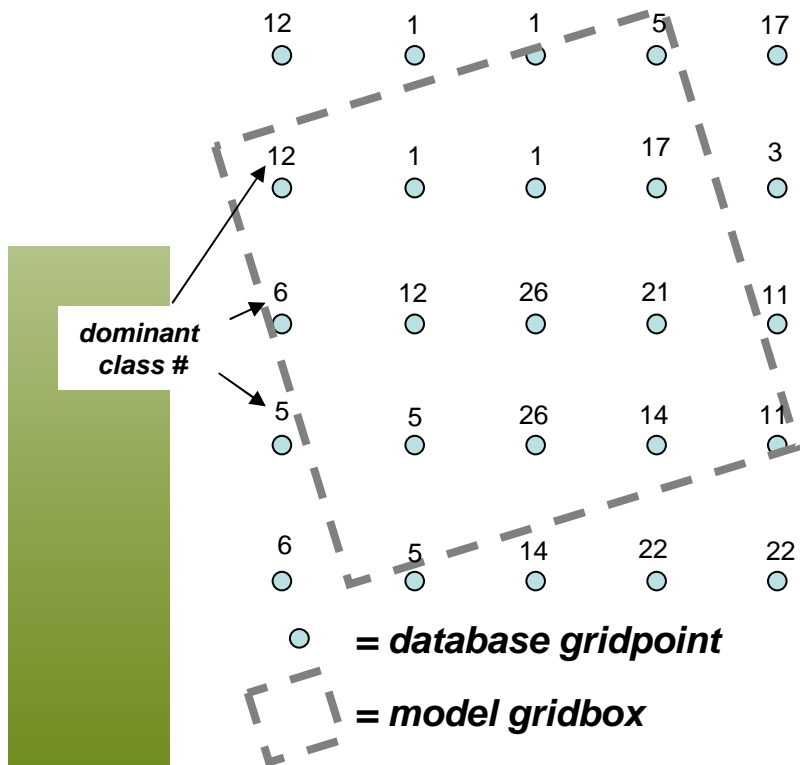 12 1 1 5 17
12 1 1 17 3
6 12 26 21 11
dominant
class #
5 5 26 14 11
6 5 14 22 22
= database gridpoint
= model gridbox